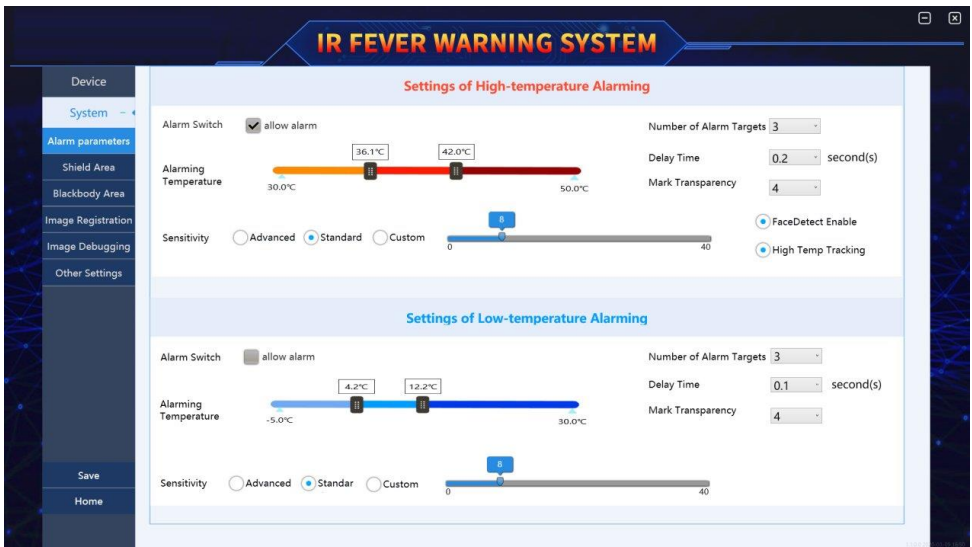 IR FEVER WARNING SYSTEM
Device
System
Alarm parameters
Shield Area
Blackbody Area
Image Registration
Image Debugging
Other Settings
Save
Home
Settings of High-temperature Alarming
Alarm Switch allow alarm
Number of Alarm Targets 3
36.1°C 42.0°C
Delay Time 0.2 second(s)
Alarming
Temperature
30.0°C 50.0°C
Mark Transparency 4
8
FaceDetect Enable
Sensitivity Advanced Standard Custom
0 40
High Temp Tracking
Settings of Low-temperature Alarming
Alarm Switch allow alarm
Number of Alarm Targets 3
4.2°C 12.2°C
Delay Time 0.1 second(s)
Alarming
Temperature
-5.0°C 30.0°C
Mark Transparency 4
8
Sensitivity Advanced Standar Custom
0 40